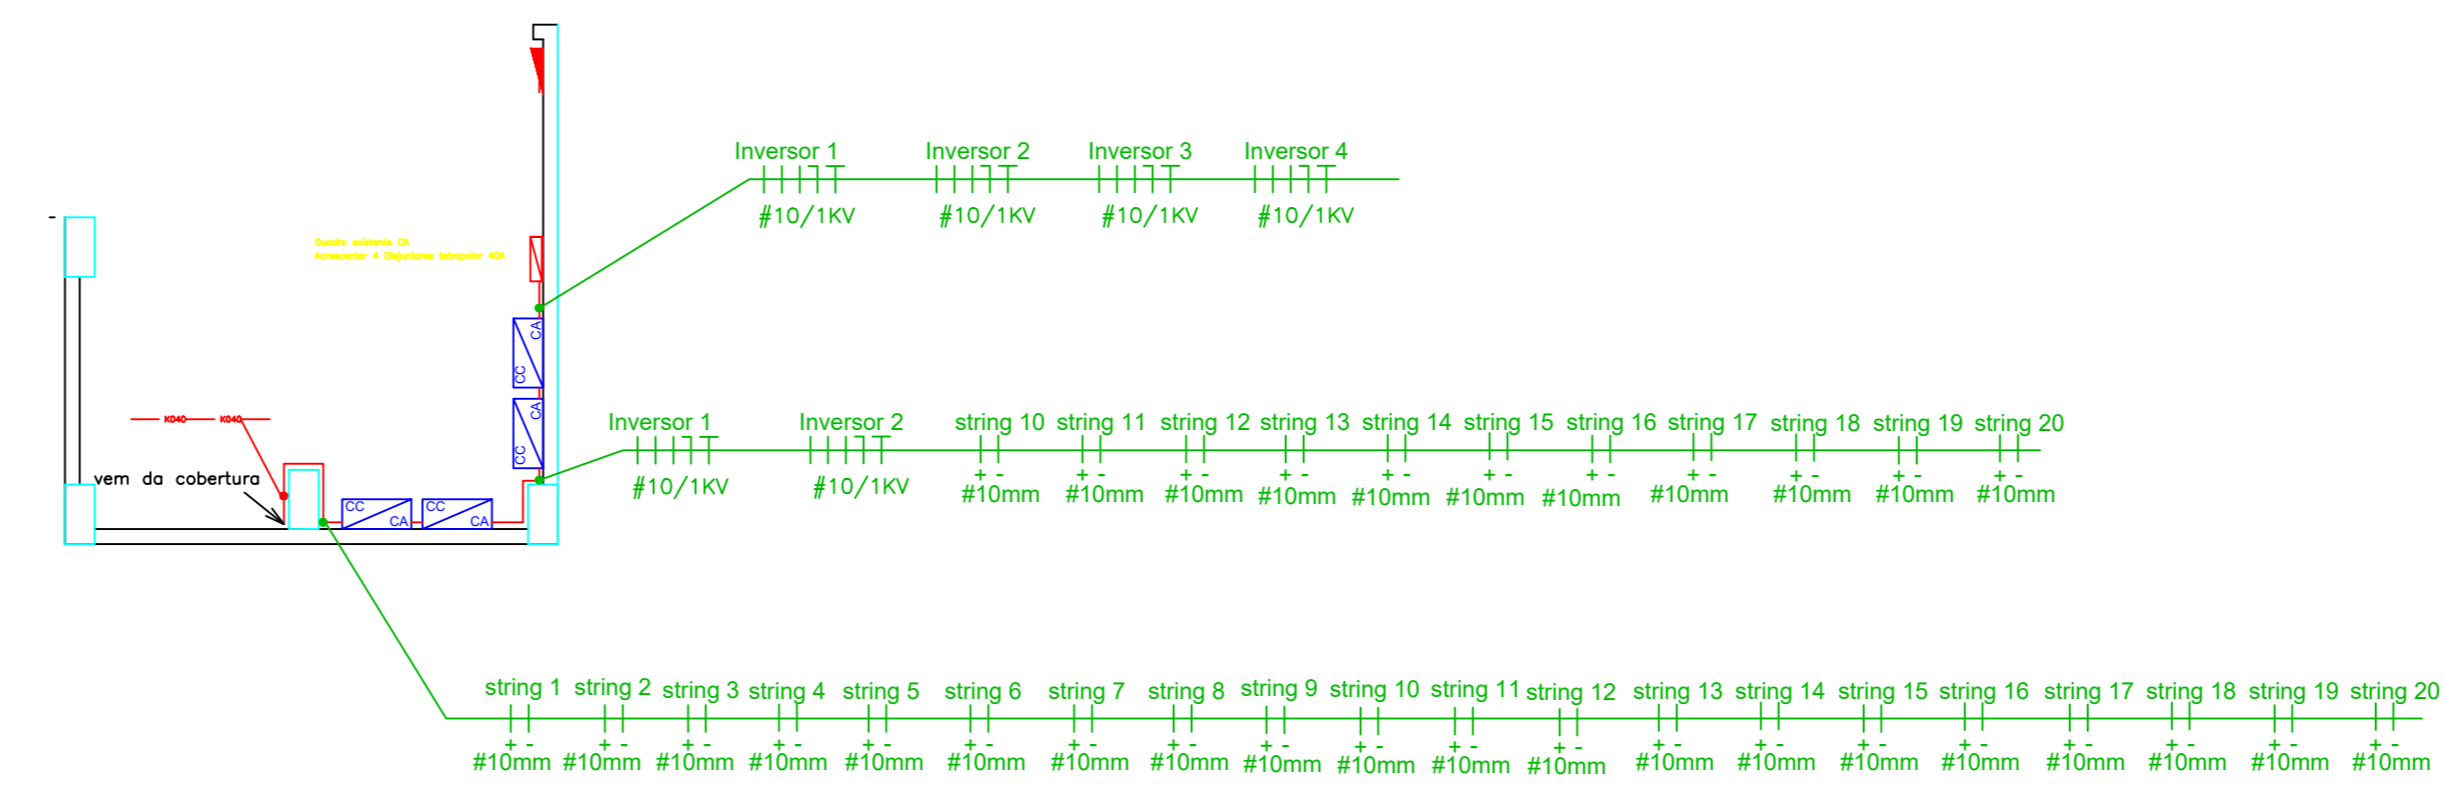 Inversor 1 Inversor 2 Inversor 3 Inversor 4
#10/1KV #10/1KV #10/1KV #10/1KV
Quadro existente CA
Acrescentar 4 Disjuntores tetrapolar 40A
CA
CC
CA
CC
K040 K040
vem da cobertura
CC CA CC CA
Inversor 1 Inversor 2 string 10 string 11 string 12 string 13 string 14 string 15 string 16 string 17 string 18 string 19 string 20
+ - + - + - + - + - + - + - + - + - + - + -
#10/1KV #10/1KV #10mm #10mm #10mm #10mm #10mm #10mm #10mm #10mm #10mm #10mm #10mm
string 1 string 2 string 3 string 4 string 5 string 6 string 7 string 8 string 9 string 10 string 11 string 12 string 13 string 14 string 15 string 16 string 17 string 18 string 19 string 20
+ - + - + - + - + - + - + - + - + - + - + - + - + - + - + - + - + - + - + - + -
#10mm #10mm #10mm #10mm #10mm #10mm #10mm #10mm #10mm #10mm #10mm #10mm #10mm #10mm #10mm #10mm #10mm #10mm #10mm #10mm